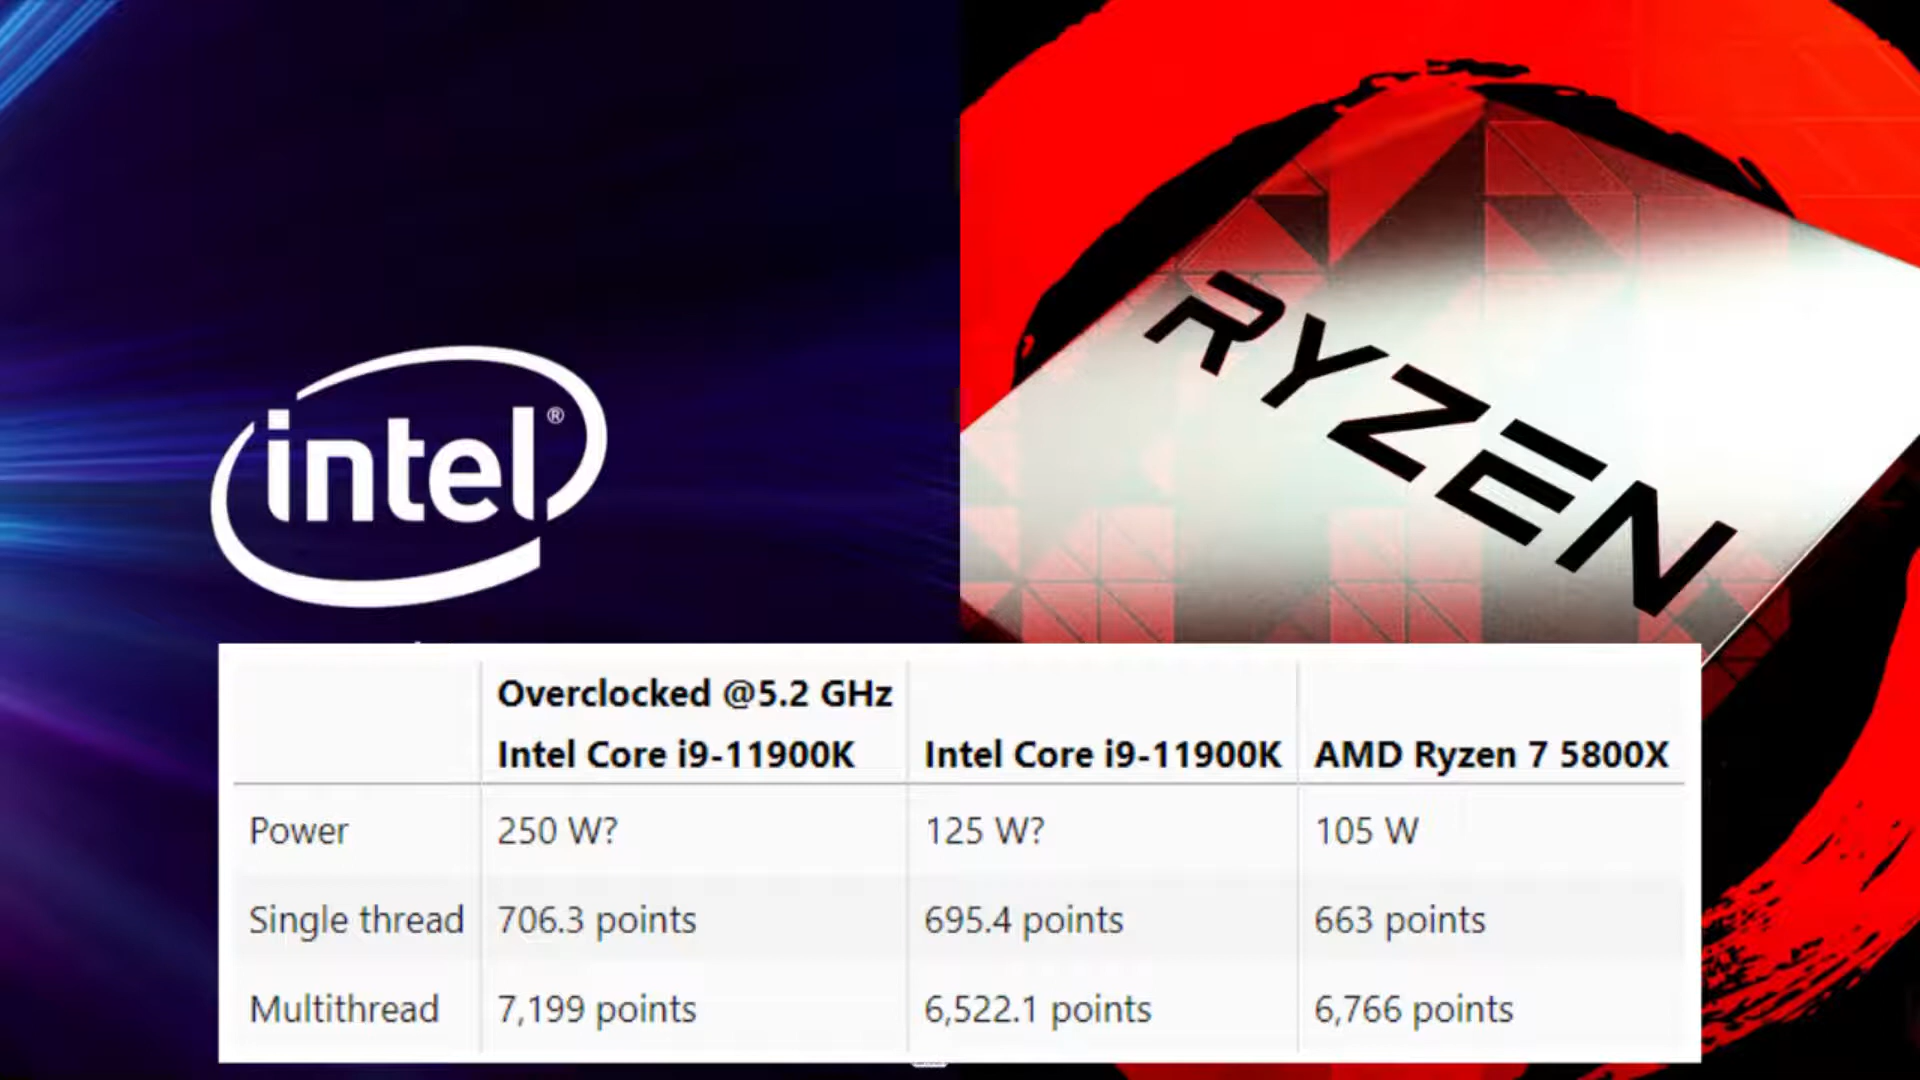 intel®
RYZEN
Overclocked @5.2 GHz
Intel Core i9-11900K Intel Core i9-11900K AMD Ryzen 7 5800X
Power 250 W? 125 W? 105 W
Single thread 706.3 points 695.4 points 663 points
Multithread 7,199 points 6,522.1 points 6,766 points